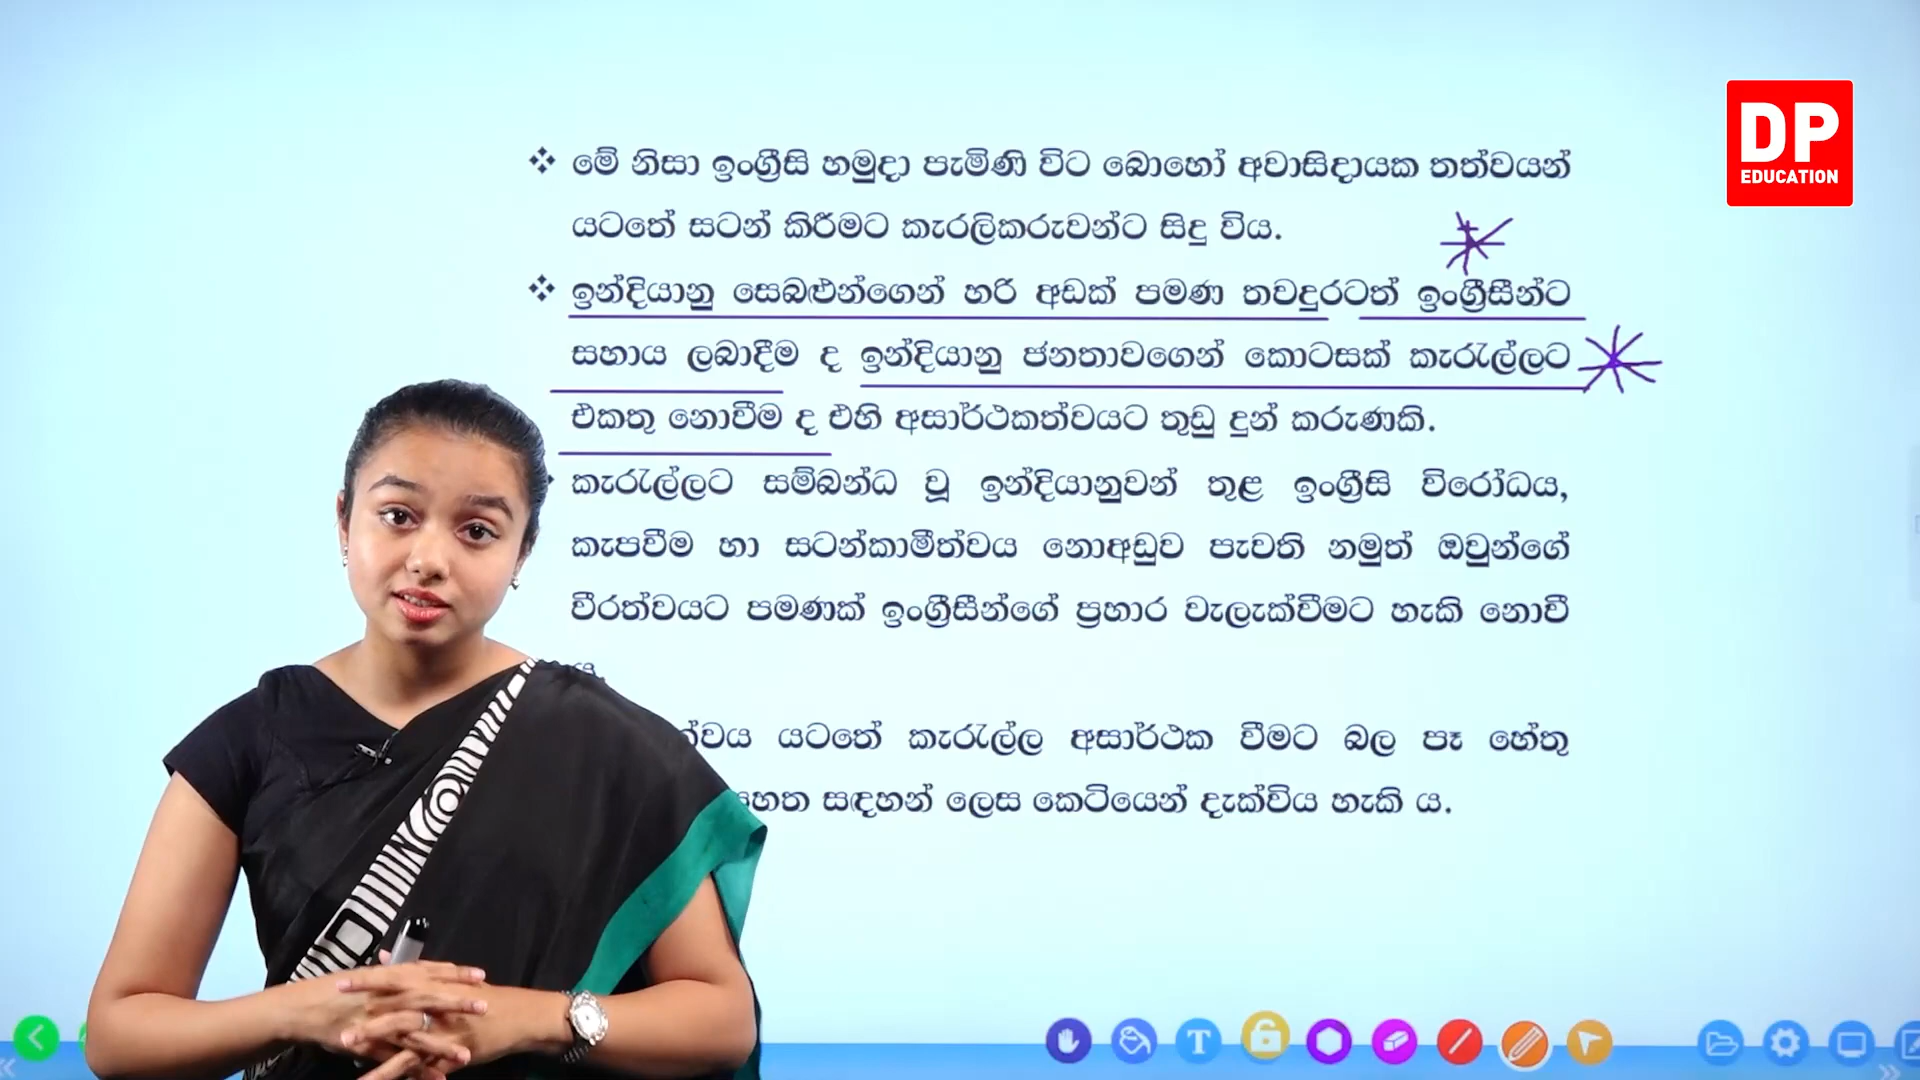 DP
EDUCATION
මේ නිසා ඉංග්‍රීසි හමුදා පැමිණි විට බොහෝ අවාසිදායක තත්වයන්
යටතේ සටන් කිරීමට කැරලිකරුවන්ට සිදු විය.
ඉන්දියානු සෙබළුන්ගෙන් හරි අඩක් පමණ තවදුරටත් ඉංග්‍රීසීන්ට
සහාය ලබාදීම ද ඉන්දියානු ජනතාවගෙන් කොටසක් කැරැල්ලට
එකතු නොවීම ද එහි අසාර්ථකත්වයට තුඩු දුන් කරුණකි.
කැරැල්ලට සම්බන්ධ වූ ඉන්දියානුවන් තුළ ඉංග්‍රීසි විරෝධය,
කැපවීම හා සටන්කාමීත්වය නොඅඩුව පැවති නමුත් ඔවුන්ගේ
වීරත්වයට පමණක් ඉංග්‍රීසීන්ගේ ප්‍රහාර වැලැක්වීමට හැකි නොවී
ය.
යටතේ කැරැල්ල අසාර්ථක වීමට බල පෑ හේතු
සඳහන් ලෙස කෙටියෙන් දැක්විය හැකි ය.
T